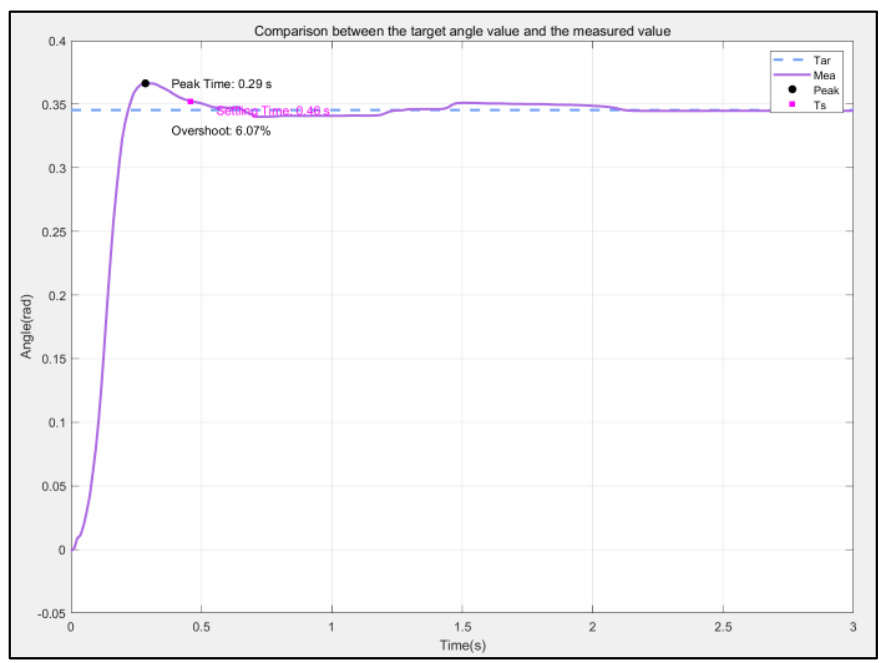 Comparison between the target angle value and the measured value
0.4
0.35
0.3
0.25
0.2
0.15
0.1
0.05
0
-0.05
Angle(rad)
Peak Time: 0.29 s
Settling Time: 0.46 s
Overshoot: 6.07%
Tar
Mea
Peak
Ts
0
0.5
1
1.5
2
2.5
3
Time(s)